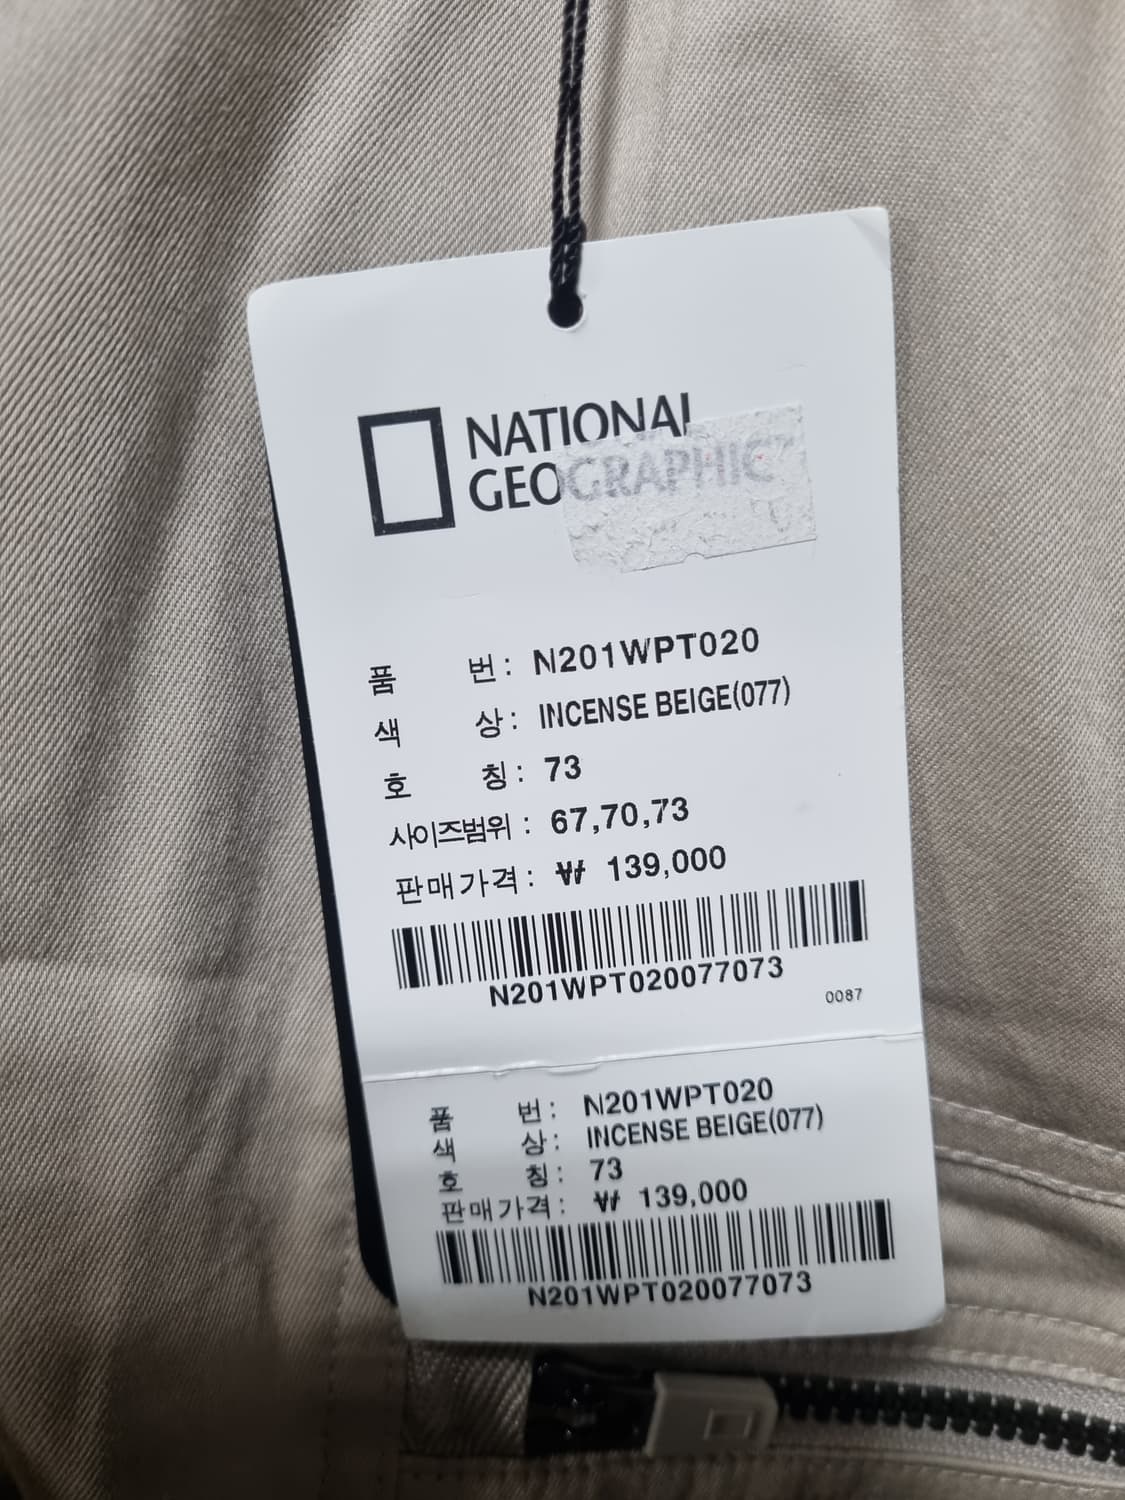 NATIONAL
GEOGRAPHIC
품 번 : N201WPT020
색 상 : INCENSE BEIGE(077)
호 칭 : 73
사이즈범위 : 67,70,73
판매가격 : ₩ 139,000
N201WPT020077073
0087
품 번 : N201WPT020
색 상 : INCENSE BEIGE(077)
호 칭 : 73
판매가격 : ₩ 139,000
N201WPT020077073